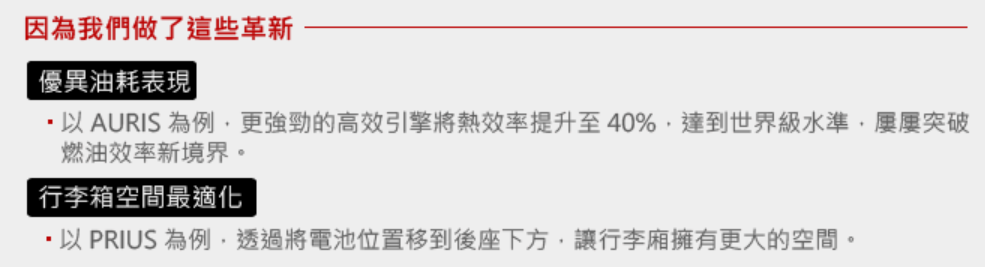 因為我們做了這些革新
優異油耗表現
以 AURIS 為例，更強勁的高效引擎將熱效率提升至 40%，達到世界級水準，屢屢突破
燃油效率新境界。
行李箱空間最適化
以 PRIUS 為例，透過將電池位置移到後座下方，讓行李廂擁有更大的空間。